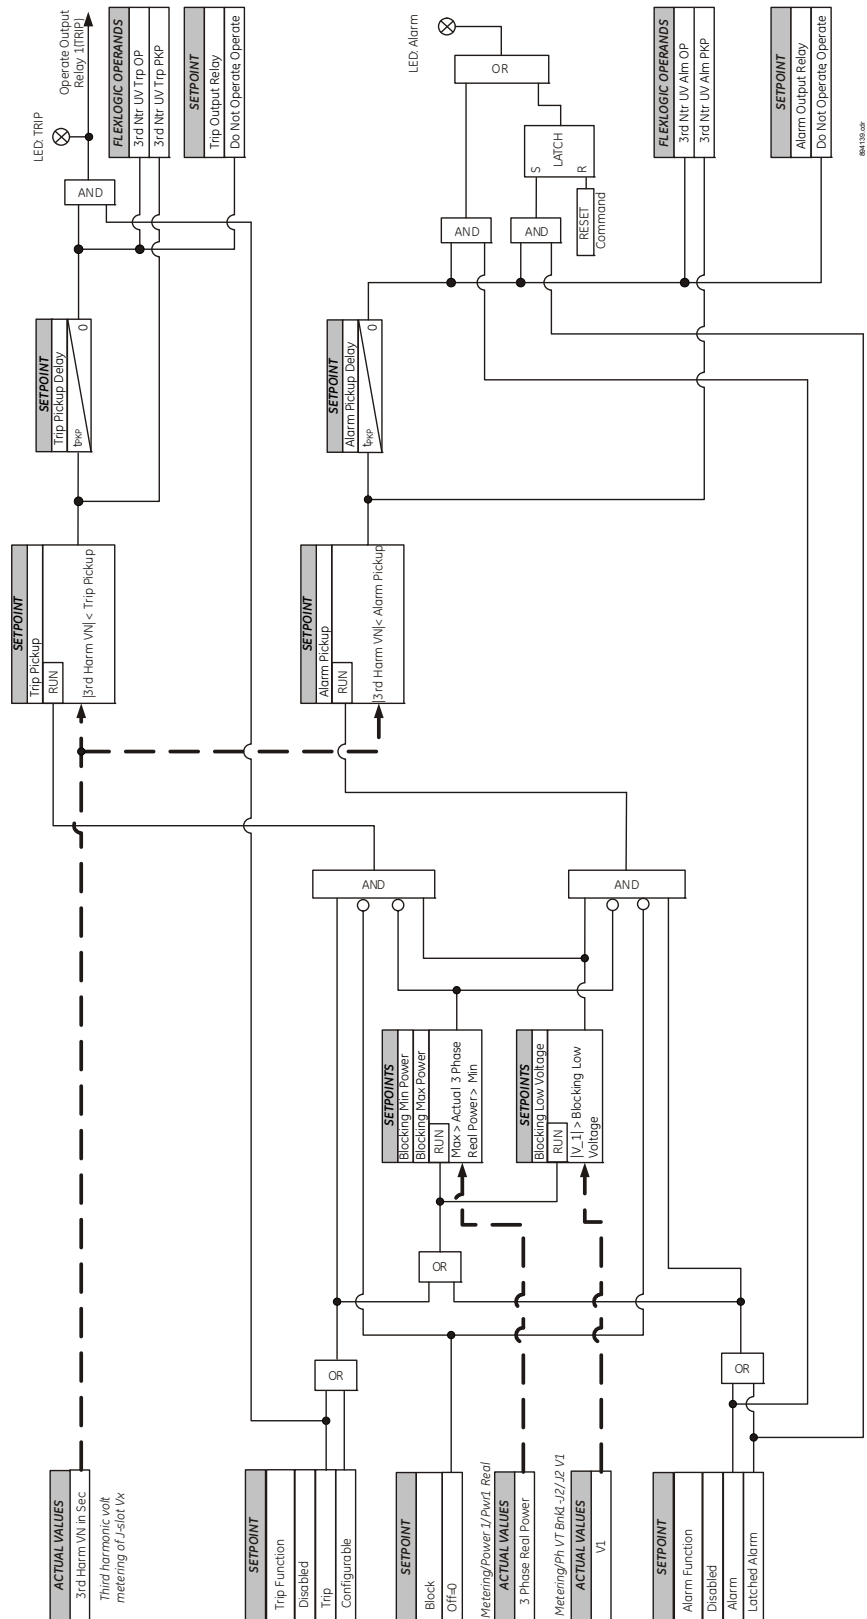 ACTUAL VALUES
3rd Harm VN in Sec
Third harmonic volt
metering of J-slot Vx
SETPOINT
Trip Function
Disabled
Trip
Configurable
SETPOINT
Block
Off=0
Metering/Power 1/Pwr1 Real
ACTUAL VALUES
3 Phase Real Power
Metering/Ph VT Bnk1-J2/J2 V1
ACTUAL VALUES
V1
SETPOINT
Alarm Function
Disabled
Alarm
Latched Alarm
OR
OR
OR
SETPOINTS
Blocking Min Power
Blocking Max Power
RUN
Max > Actual 3 Phase
Real Power > Min
SETPOINTS
Blocking Low Voltage
RUN
|V_1| > Blocking Low
Voltage
AND
AND
SETPOINT
Trip Pickup
RUN
|3rd Harm VN| < Trip Pickup
SETPOINT
Alarm Pickup
RUN
|3rd Harm VN| < Alarm Pickup
SETPOINT
Trip Pickup Delay
tPKP
0
SETPOINT
Alarm Pickup Delay
tPKP
0
AND
LED: TRIP
Operate Output
Relay 1(TRIP)
FLEXLOGIC OPERANDS
3rd Ntr UV Trp OP
3rd Ntr UV Trp PKP
SETPOINT
Trip Output Relay
Do Not Operate, Operate
AND
AND
RESET
Command
S
R
LATCH
OR
LED: Alarm
FLEXLOGIC OPERANDS
3rd Ntr UV Alm OP
3rd Ntr UV Alm PKP
SETPOINT
Alarm Output Relay
Do Not Operate, Operate
894139.cdr